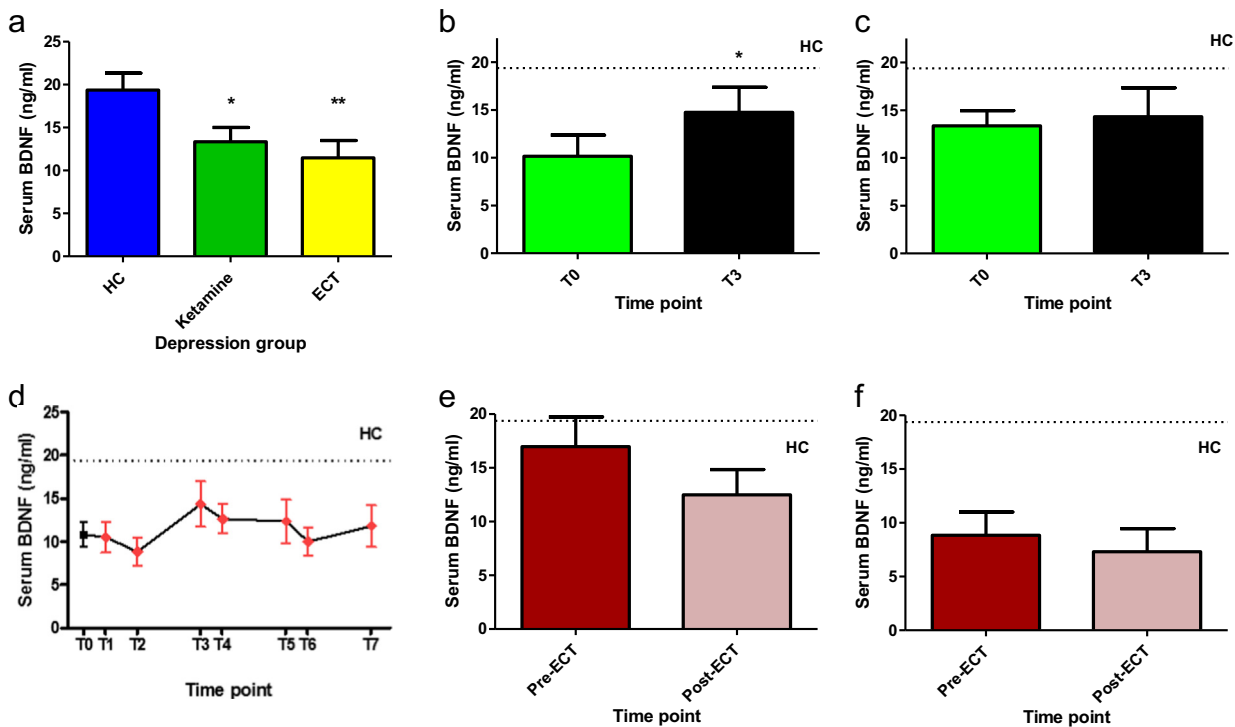 a
Serum BDNF (ng/ml)
25
20
15
10
5
0
*
**
HC
Ketamine
ECT
Depression group
b
Serum BDNF (ng/ml)
20
15
10
5
0
HC
*
T0
T3
Time point
c
Serum BDNF (ng/ml)
20
15
10
5
0
HC
T0
T3
Time point
d
Serum BDNF (ng/ml)
25
20
15
10
5
0
HC
T0 T1 T2 T3 T4 T5 T6 T7
Time point
e
Serum BDNF (ng/ml)
20
15
10
5
0
HC
Pre-ECT
Post-ECT
Time point
f
Serum BDNF (ng/ml)
20
15
10
5
0
HC
Pre-ECT
Post-ECT
Time point